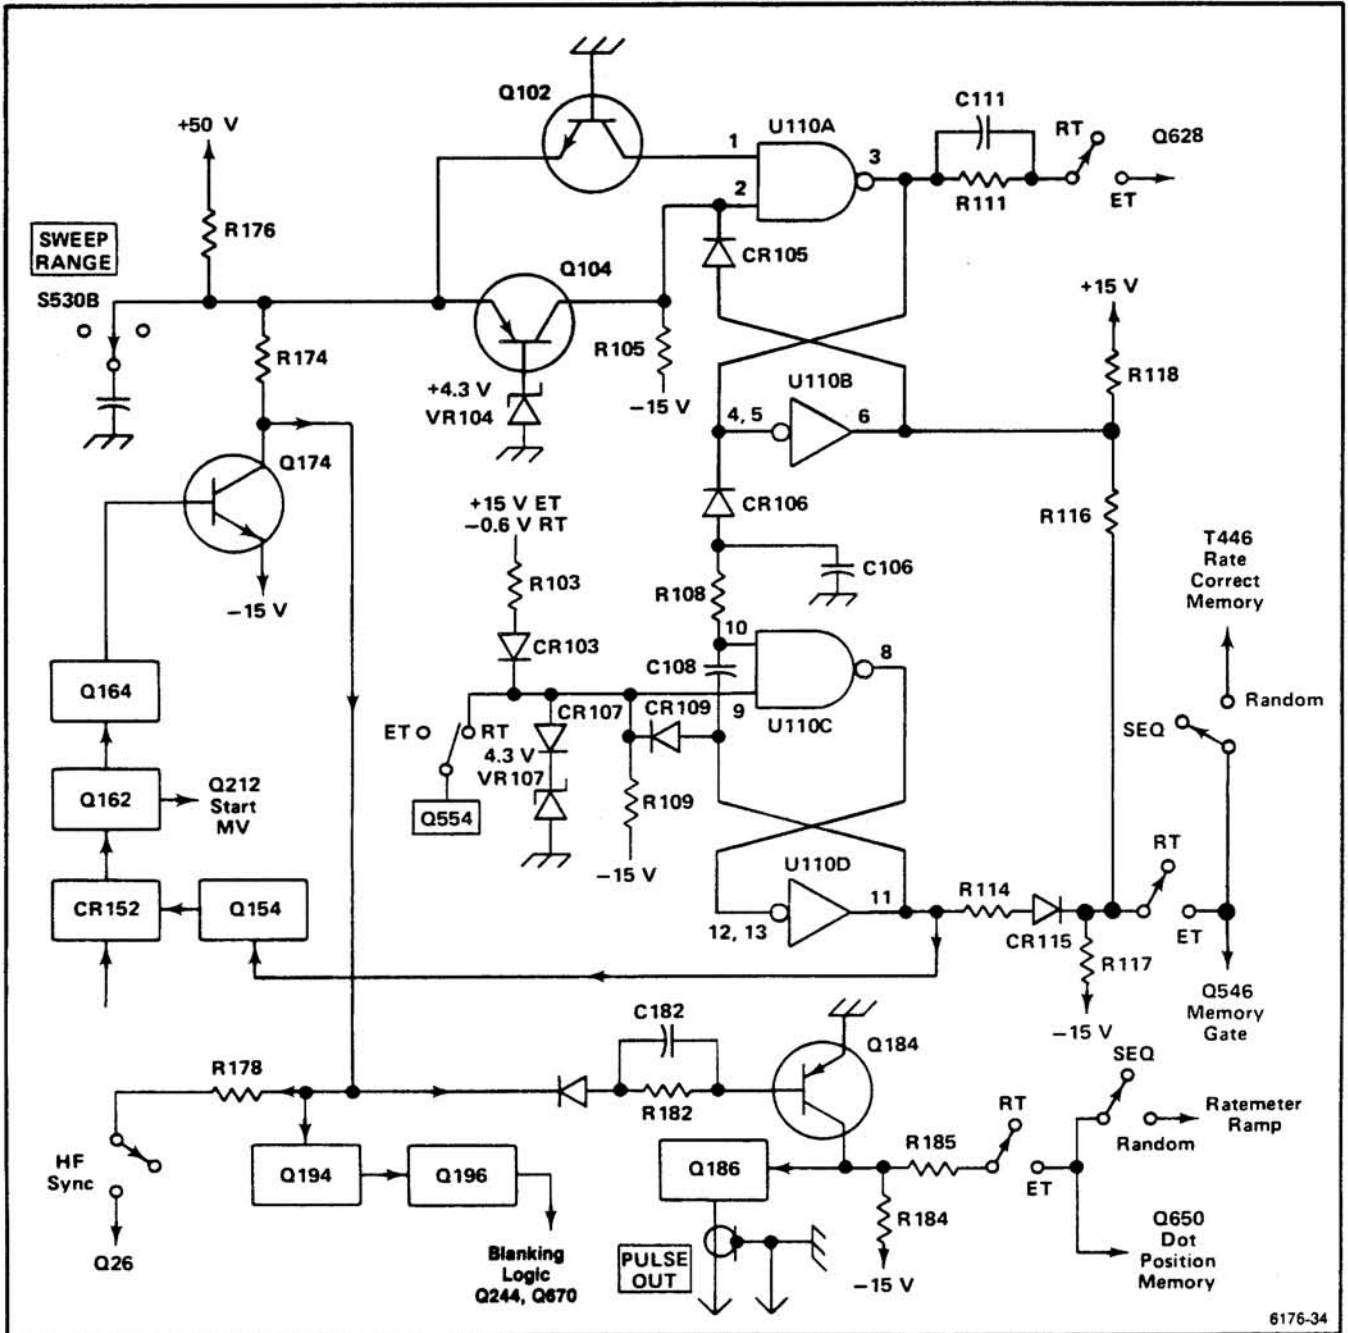 Q102
C111
U110A
RT
Q628
+50 V
1
3
2
R111
ET
R176
SWEEP
RANGE
CR105
Q104
S530B
+15 V
R174
R105
+4.3 V
VR104
-15 V
U110B
R118
4, 5
6
Q174
+15 V ET
-0.6 V RT
CR106
R116
T446
Rate
Correct
Memory
R103
C106
R108
-15 V
10
8
CR103
C108
Q164
CR107
CR109
9
U110C
Random
ET
RT
4.3 V
VR107
SEQ
Q162
Q212
Start
MV
Q554
R109
-15 V
U110D
RT
CR152
Q154
11
R114
12, 13
CR115
ET
R117
Q546
Memory
Gate
-15 V
C182
Q184
SEQ
R178
R182
RT
Ratemeter
Ramp
Random
HF
Sync
Q194
Q196
Q186
R185
ET
R184
Q650
Dot
Position
Memory
Q26
Blanking
Logic
Q244, Q670
PULSE
OUT
-15 V
6176-34